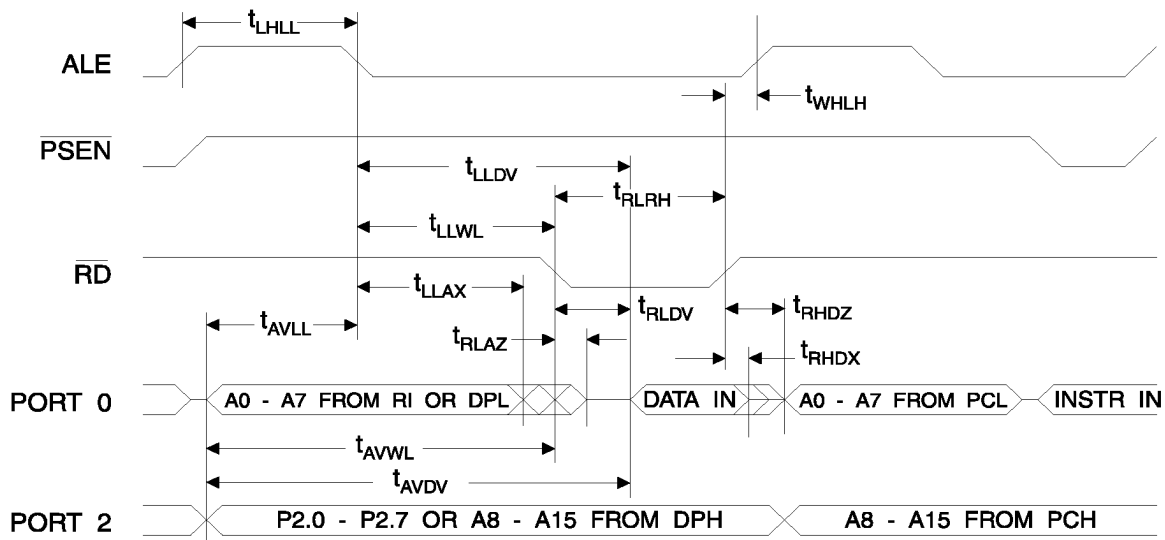 tLHLL
ALE
tWHLH
PSEN
tLLDV
tRLRH
tLLWL
RD
tLLAX
tRLDV
tRHDZ
tAVLL
tRLAZ
tRHDX
PORT 0
A0 - A7 FROM RI OR DPL
DATA IN
A0 - A7 FROM PCL
INSTR IN
tAVWL
tAVDV
PORT 2
P2.0 - P2.7 OR A8 - A15 FROM DPH
A8 - A15 FROM PCH